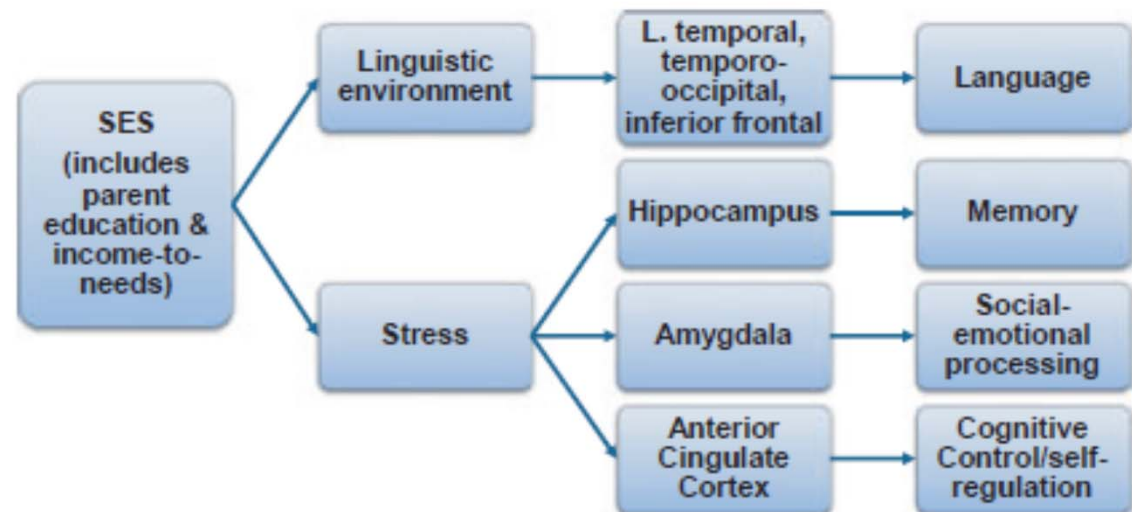 SES
(includes
parent
education &
income-to-
needs)
Linguistic
environment
L. temporal,
temporo-
occipital,
inferior frontal
Language
Stress
Hippocampus
Memory
Amygdala
Social-
emotional
processing
Anterior
Cingulate
Cortex
Cognitive
Control/self-
regulation